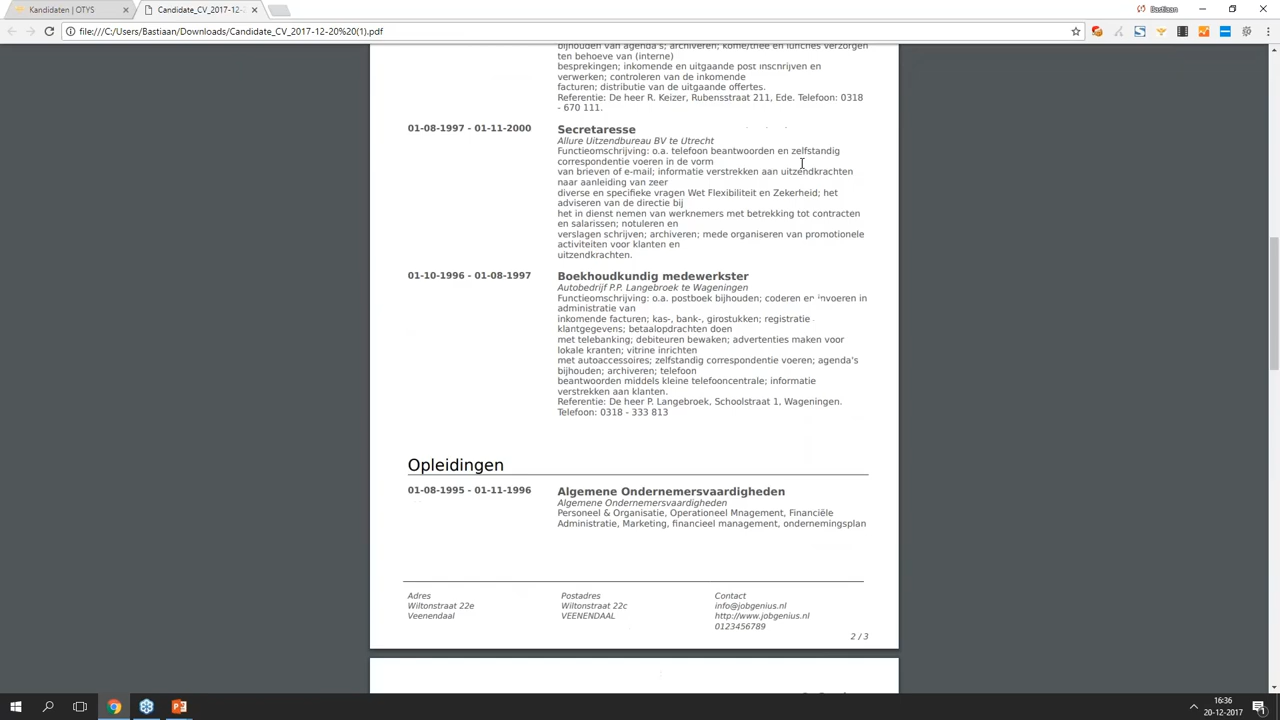 Kandidaten | OTYS
Candidate_CV_2017-12-
Bastiaan
file:///C:/Users/Bastiaan/Downloads/Candidate_CV_2017-12-20%20(1).pdf
bijhouden van agenda's; archiveren; koffie/thee en lunches verzorgen
ten behoeve van (interne)
besprekingen; inkomende en uitgaande post inschrijven en
verwerken; controleren van de inkomende
facturen; distributie van de uitgaande offertes.
Referentie: De heer R. Keizer, Rubensstraat 211, Ede. Telefoon: 0318
- 670 111.
01-08-1997 - 01-11-2000
Secretaresse
Allure Uitzendbureau BV te Utrecht
Functieomschrijving: o.a. telefoon beantwoorden en zelfstandig
correspondentie voeren in de vorm
van brieven of e-mail; informatie verstrekken aan uitzendkrachten
naar aanleiding van zeer
diverse en specifieke vragen Wet Flexibiliteit en Zekerheid; het
adviseren van de directie bij
het in dienst nemen van werknemers met betrekking tot contracten
en salarissen; notuleren en
verslagen schrijven; archiveren; mede organiseren van promotionele
activiteiten voor klanten en
uitzendkrachten.
01-10-1996 - 01-08-1997
Boekhoudkundig medewerkster
Autobedrijf P.P. Langebroek te Wageningen
Functieomschrijving: o.a. postboek bijhouden; coderen en invoeren in
administratie van
inkomende facturen; kas-, bank-, girostukken; registratie
klantgegevens; betaalopdrachten doen
met telebanking; debiteuren bewaken; advertenties maken voor
lokale kranten; vitrine inrichten
met autoaccessoires; zelfstandig correspondentie voeren; agenda's
bijhouden; archiveren; telefoon
beantwoorden middels kleine telefooncentrale; informatie
verstrekken aan klanten.
Referentie: De heer P. Langebroek, Schoolstraat 1, Wageningen.
Telefoon: 0318 - 333 813
Opleidingen
01-08-1995 - 01-11-1996
Algemene Ondernemersvaardigheden
Algemene Ondernemersvaardigheden
Personeel & Organisatie, Operationeel Mnagement, Financiële
Administratie, Marketing, financieel management, ondernemingsplan
Adres
Wiltonstraat 22e
Veenendaal
Postadres
Wiltonstraat 22c
VEENENDAAL
Contact
info@jobgenius.nl
http://www.jobgenius.nl
0123456789
2 / 3
16:36
20-12-2017